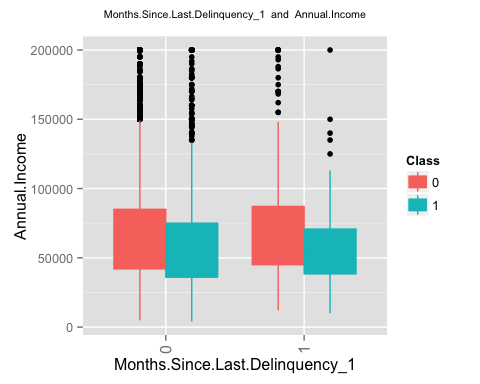 Months.Since.Last.Delinquency_1 and Annual.Income
200000
150000
100000
50000
0
Annual.Income
0
1
Months.Since.Last.Delinquency_1
Class
0
1